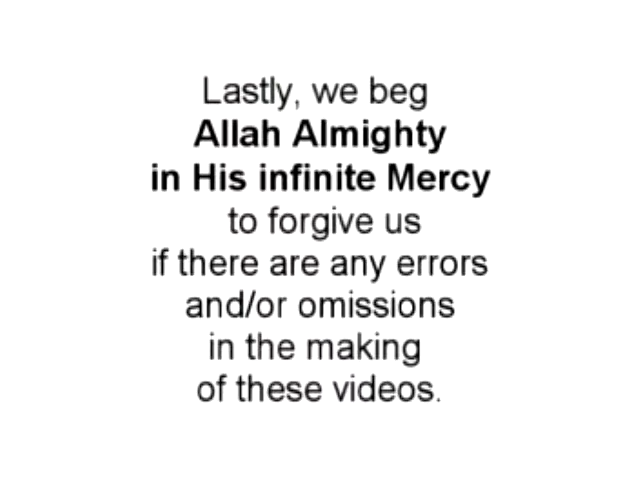 Lastly, we beg
Allah Almighty
in His infinite Mercy
to forgive us
if there are any errors
and/or omissions
in the making
of these videos.